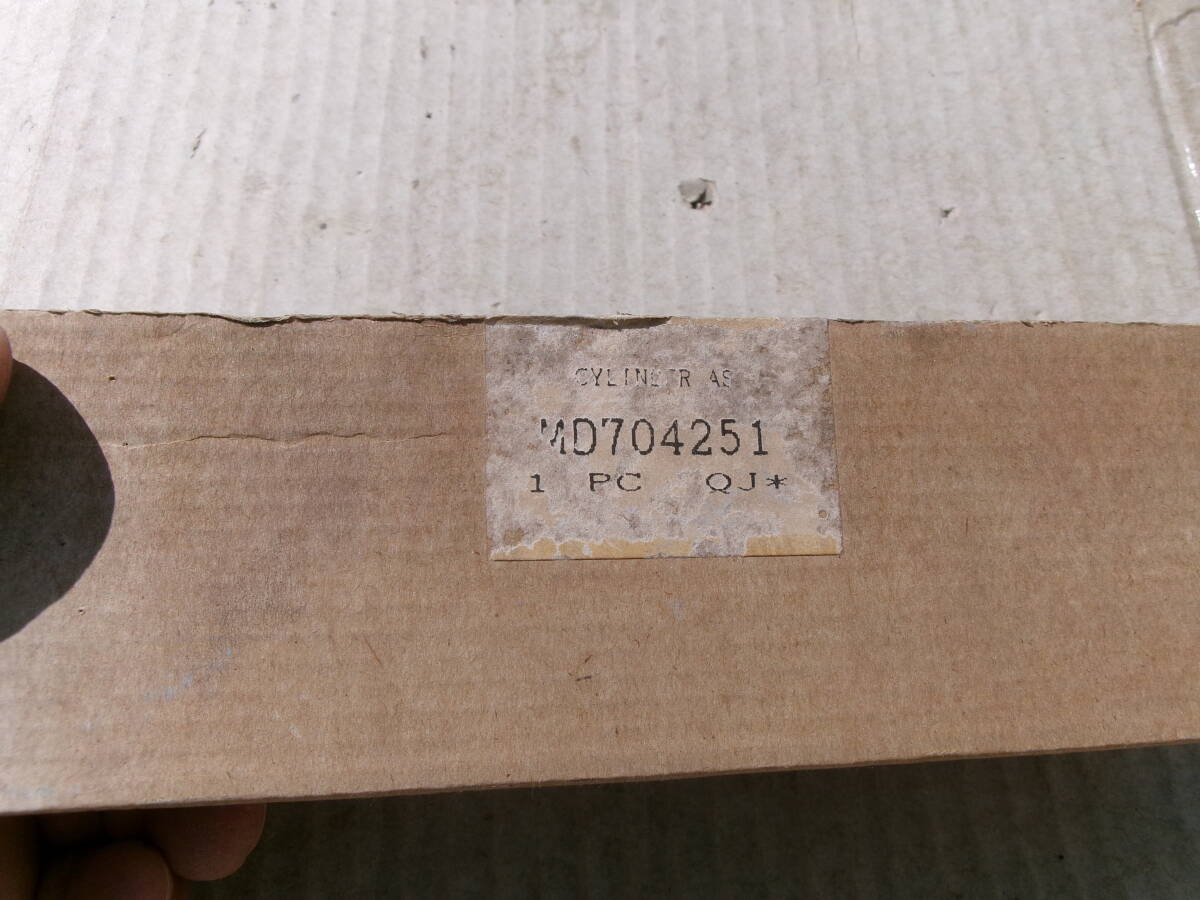 CYLINDER AS
MD704251
1 PC QJ*